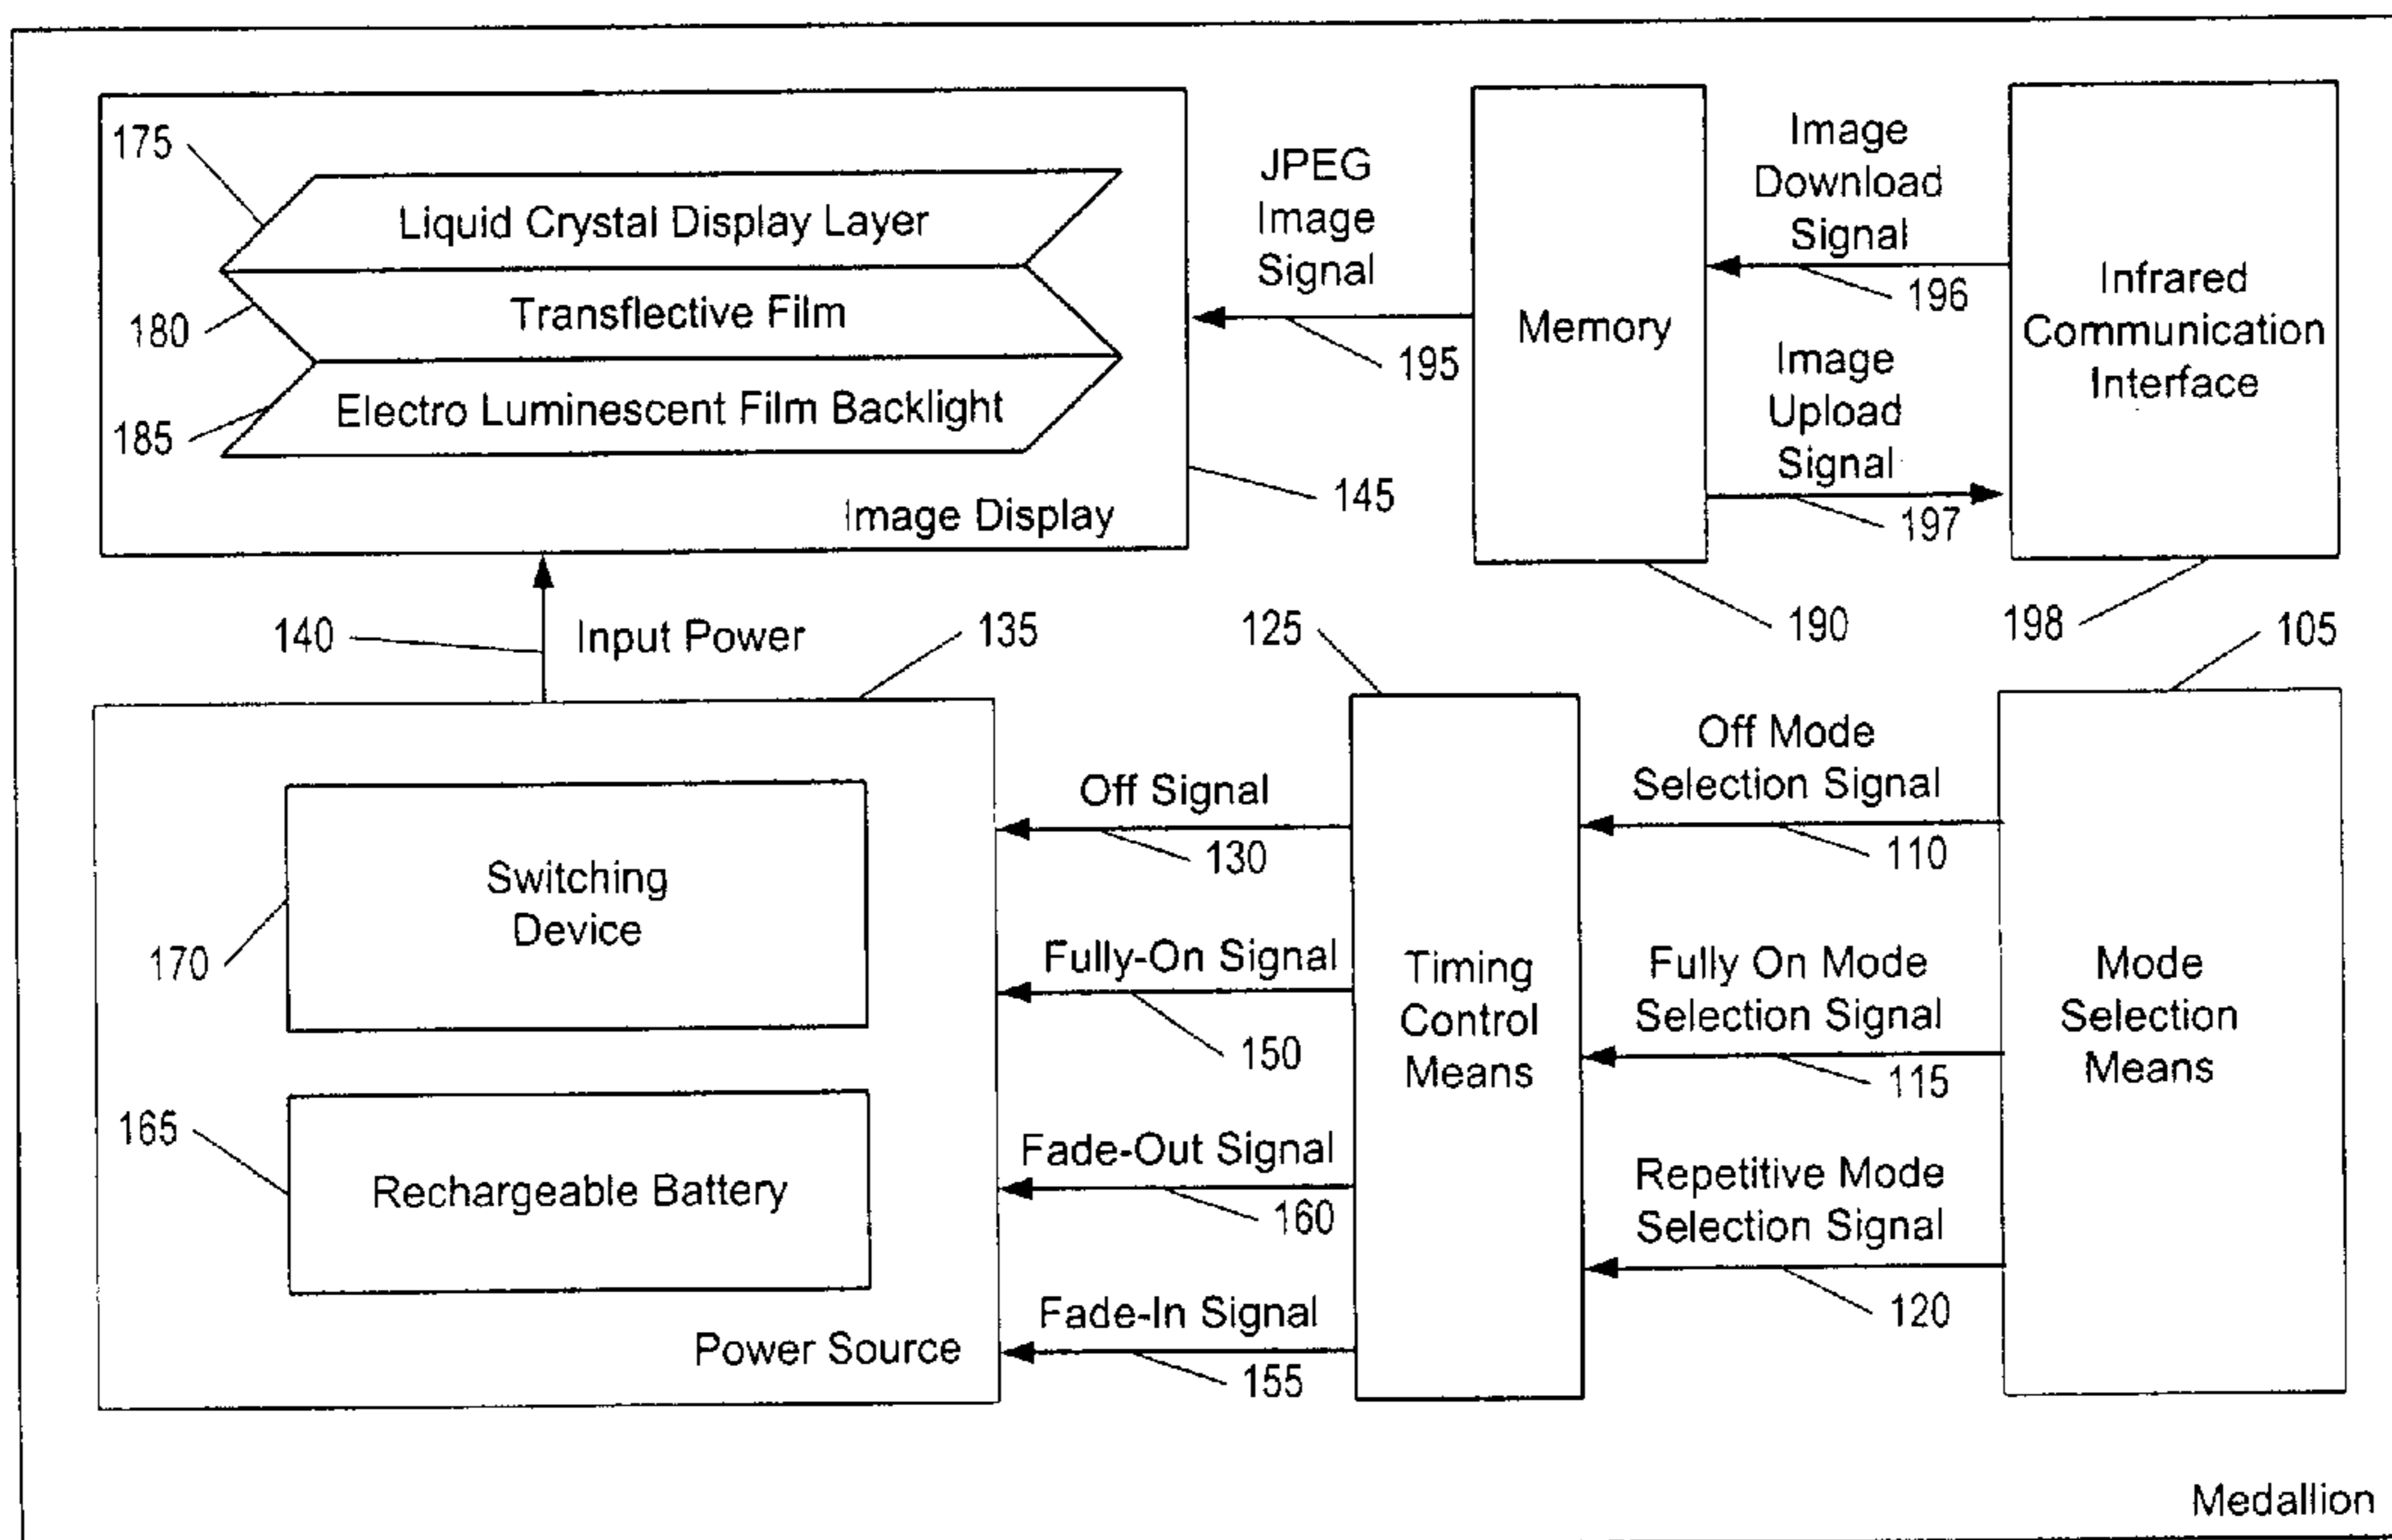 175
Liquid Crystal Display Layer
180
Transflective Film
185
Electro Luminescent Film Backlight
Image Display
145
JPEG
Image
Signal
195
Memory
190
Image
Download
Signal
196
Image
Upload
Signal
197
Infrared
Communication
Interface
198
140
Input Power
135
Switching
Device
170
165
Rechargeable Battery
Power Source
Off Signal
130
Fully-On Signal
150
Fade-Out Signal
160
Fade-In Signal
155
125
Timing
Control
Means
Off Mode
Selection Signal
110
Fully On Mode
Selection Signal
115
Repetitive Mode
Selection Signal
120
105
Mode
Selection
Means
Medallion